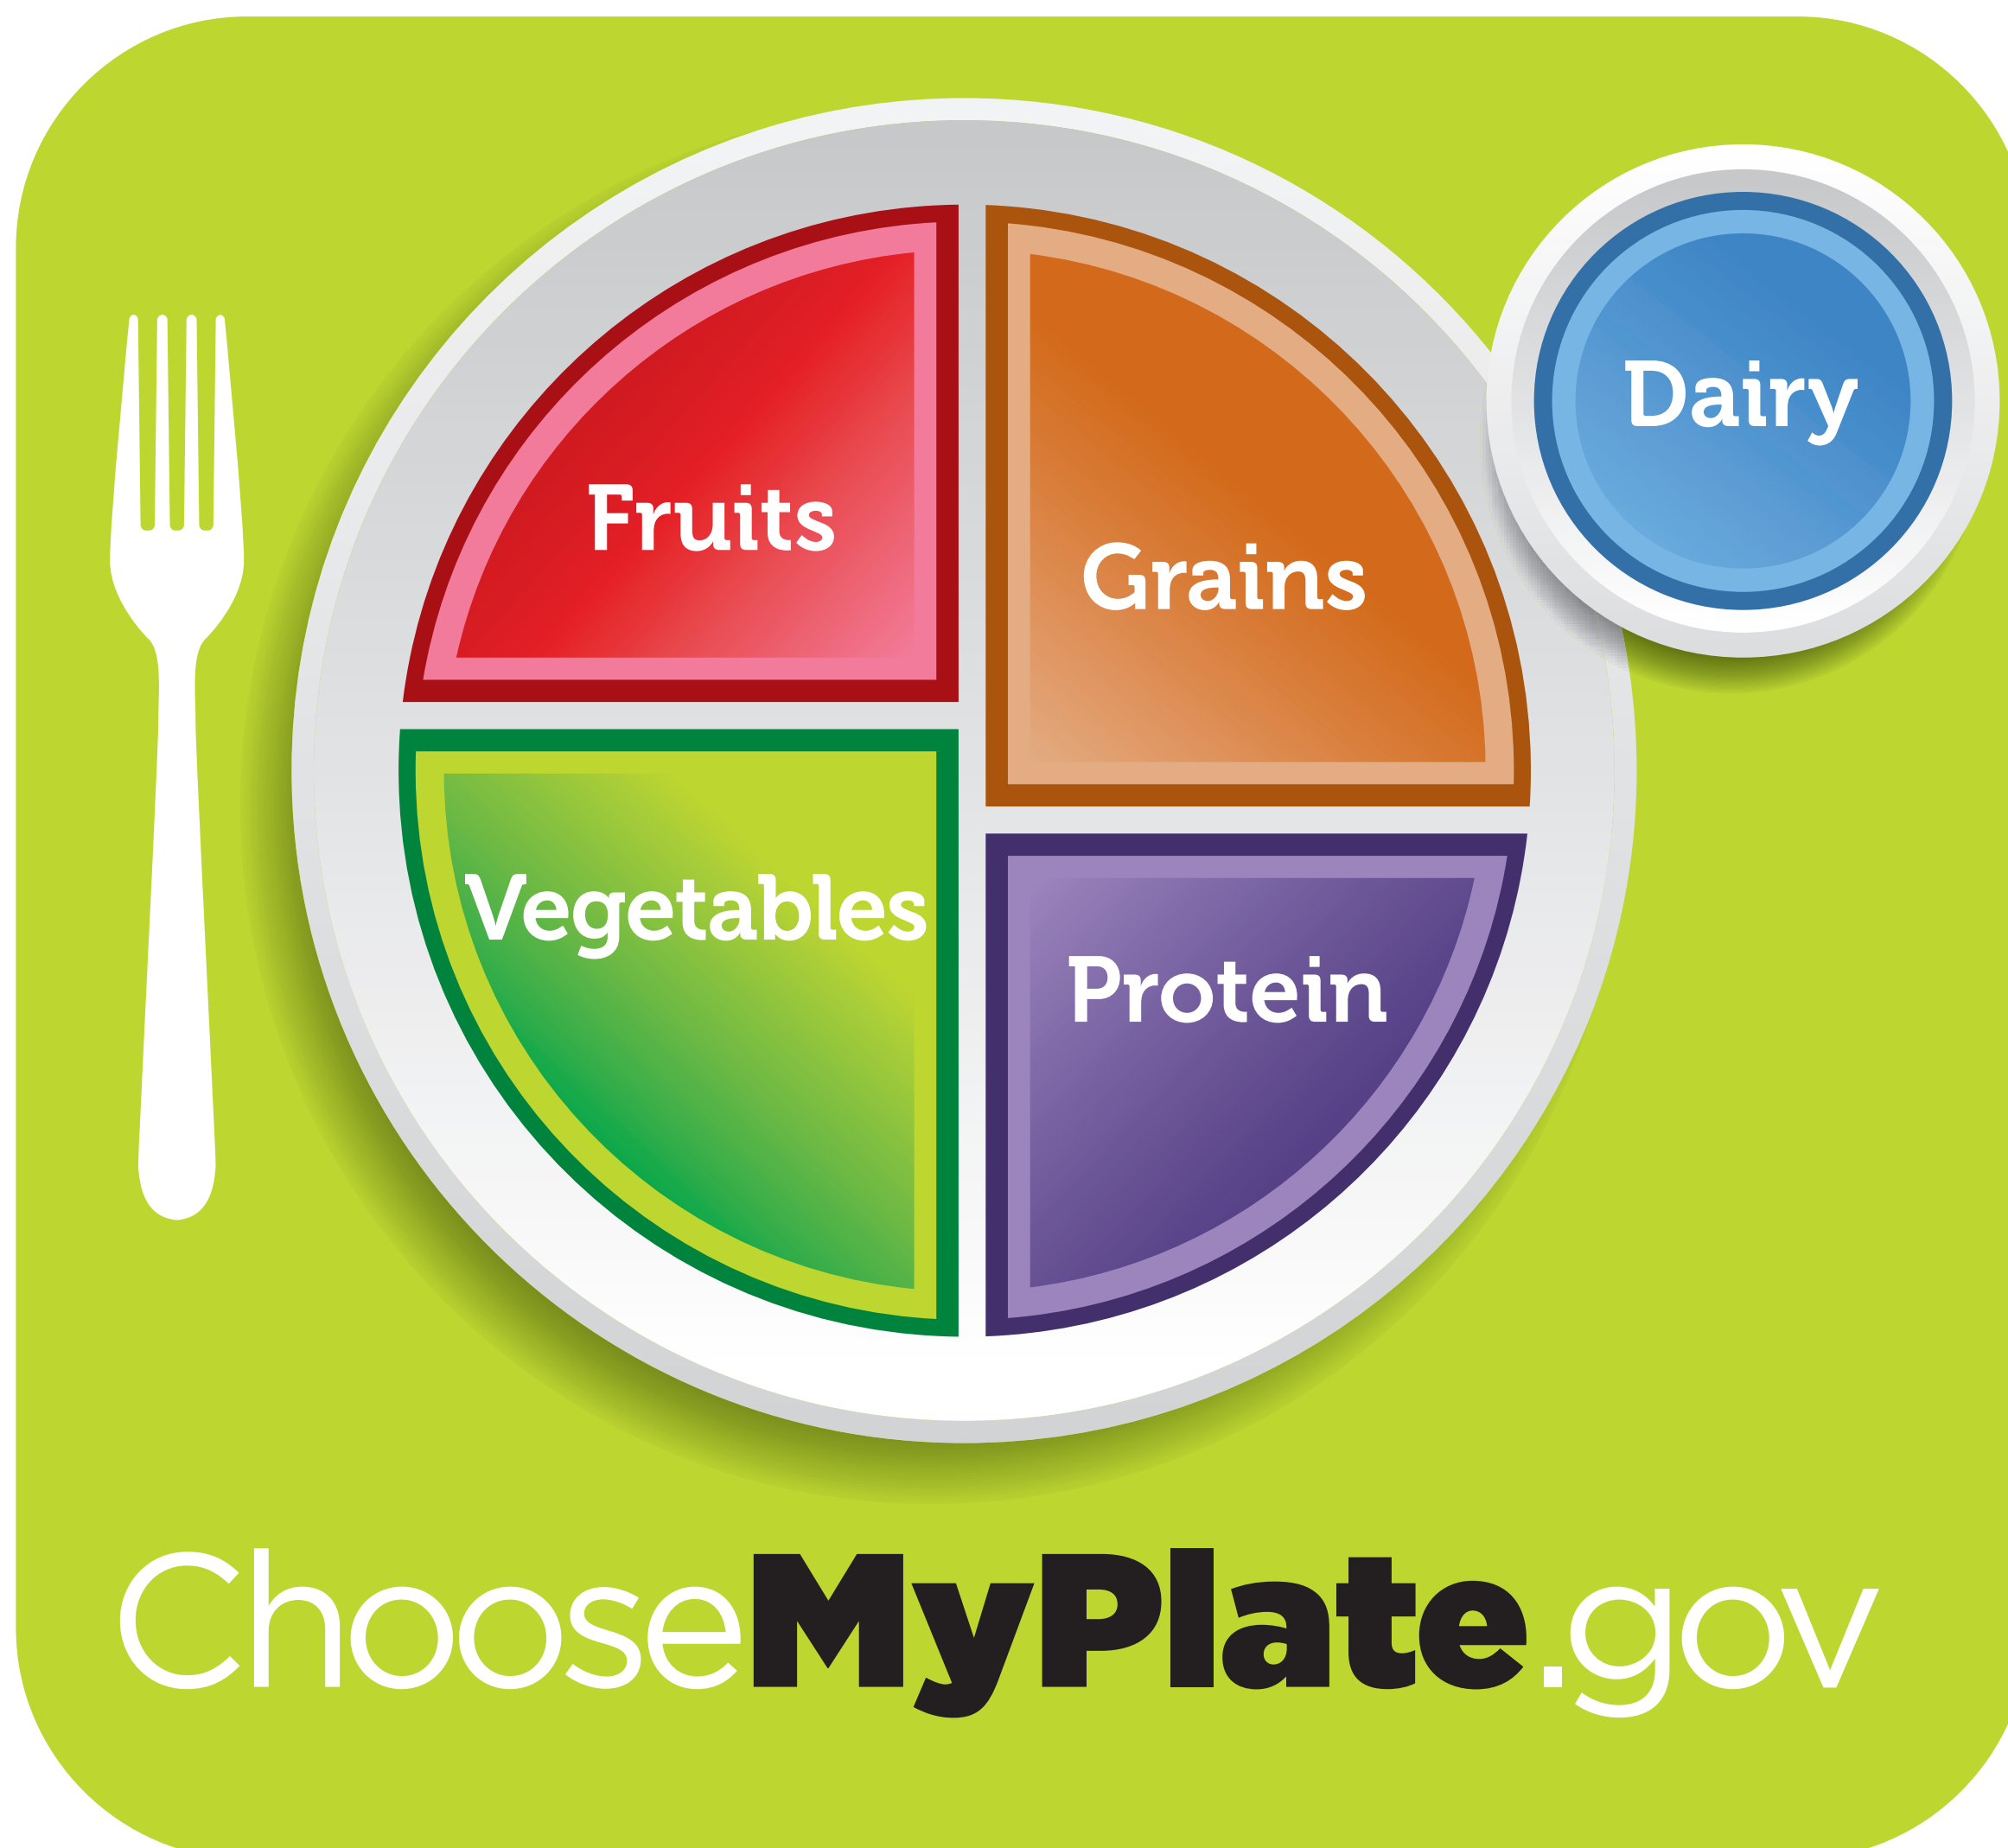 Dairy
Fruits
Grains
Vegetables
Protein
ChooseMyPlate.gov